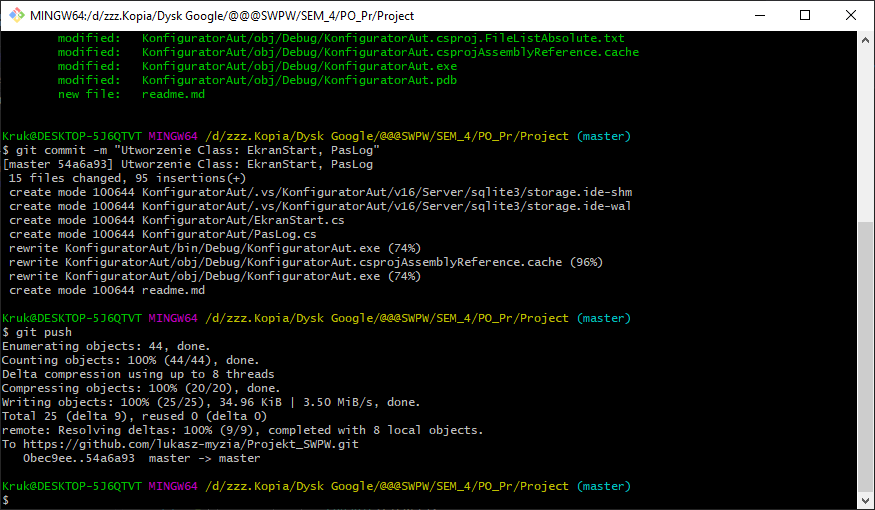 MINGW64:/d/zzz.Kopia/Dysk Google/@@@SWPW/SEM_4/PO_Pr/Project
modified:   KonfiguratorAut/obj/Debug/KonfiguratorAut.csproj.FileListAbsolute.txt
modified:   KonfiguratorAut/obj/Debug/KonfiguratorAut.csprojAssemblyReference.cache
modified:   KonfiguratorAut/obj/Debug/KonfiguratorAut.exe
modified:   KonfiguratorAut/obj/Debug/KonfiguratorAut.pdb
new file:   readme.md
Kruk@DESKTOP-5J6QTVT MINGW64 /d/zzz.Kopia/Dysk Google/@@@SWPW/SEM_4/PO_Pr/Project (master)
$ git commit -m "Utworzenie Class: EkranStart, PasLog"
[master 54a6a93] Utworzenie Class: EkranStart, PasLog
15 files changed, 95 insertions(+)
create mode 100644 KonfiguratorAut/.vs/KonfiguratorAut/v16/Server/sqlite3/storage.ide-shm
create mode 100644 KonfiguratorAut/.vs/KonfiguratorAut/v16/Server/sqlite3/storage.ide-wal
create mode 100644 KonfiguratorAut/EkranStart.cs
create mode 100644 KonfiguratorAut/PasLog.cs
rewrite KonfiguratorAut/bin/Debug/KonfiguratorAut.exe (74%)
rewrite KonfiguratorAut/obj/Debug/KonfiguratorAut.csprojAssemblyReference.cache (96%)
rewrite KonfiguratorAut/obj/Debug/KonfiguratorAut.exe (74%)
create mode 100644 readme.md
Kruk@DESKTOP-5J6QTVT MINGW64 /d/zzz.Kopia/Dysk Google/@@@SWPW/SEM_4/PO_Pr/Project (master)
$ git push
Enumerating objects: 44, done.
Counting objects: 100% (44/44), done.
Delta compression using up to 8 threads
Compressing objects: 100% (20/20), done.
Writing objects: 100% (25/25), 34.96 KiB | 3.50 MiB/s, done.
Total 25 (delta 9), reused 0 (delta 0)
remote: Resolving deltas: 100% (9/9), completed with 8 local objects.
To https://github.com/lukasz-myzia/Projekt_SWPW.git
0bec9ee..54a6a93  master -> master
Kruk@DESKTOP-5J6QTVT MINGW64 /d/zzz.Kopia/Dysk Google/@@@SWPW/SEM_4/PO_Pr/Project (master)
$